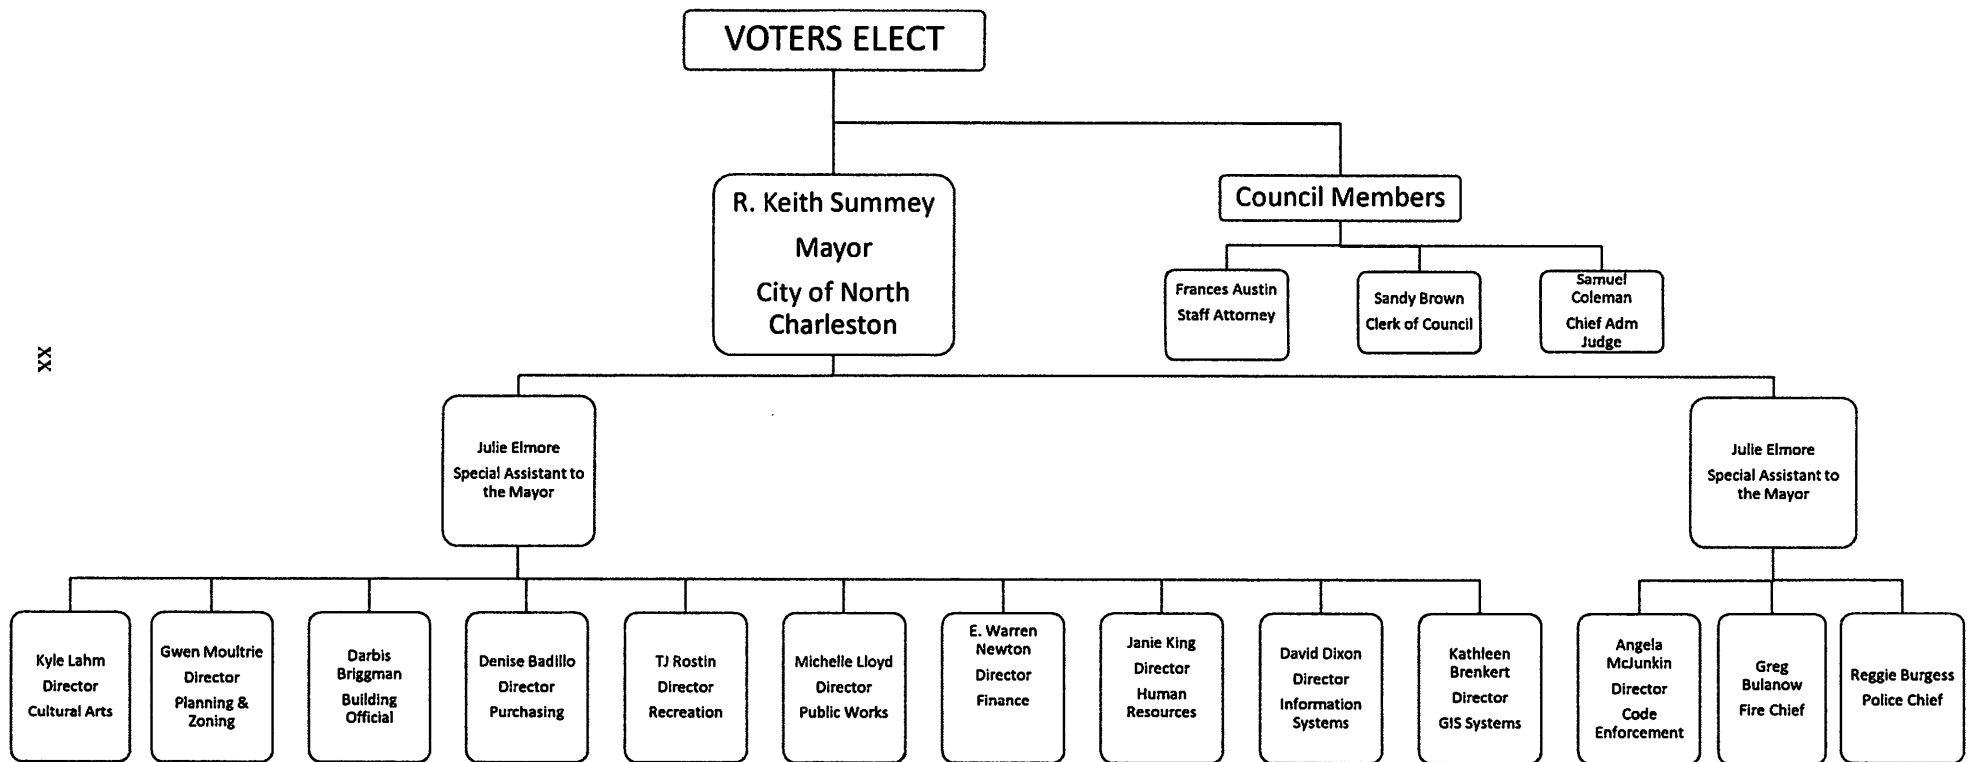 VOTERS ELECT
R. Keith Summey
Mayor
City of North
Charleston
Council Members
Frances Austin
Staff Attorney
Sandy Brown
Clerk of Council
Samuel
Coleman
Chief Adm
Judge
XX
Julie Elmore
Special Assistant to
the Mayor
Julie Elmore
Special Assistant to
the Mayor
Kyle Lahm
Director
Cultural Arts
Gwen Moultrie
Director
Planning &
Zoning
Darbis
Briggman
Building
Official
Denise Badillo
Director
Purchasing
TJ Rostin
Director
Recreation
Michelle Lloyd
Director
Public Works
E. Warren
Newton
Director
Finance
Janie King
Director
Human
Resources
David Dixon
Director
Information
Systems
Kathleen
Brenkert
Director
GIS Systems
Angela
McJunkin
Director
Code
Enforcement
Greg
Bulanow
Fire Chief
Reggie Burgess
Police Chief